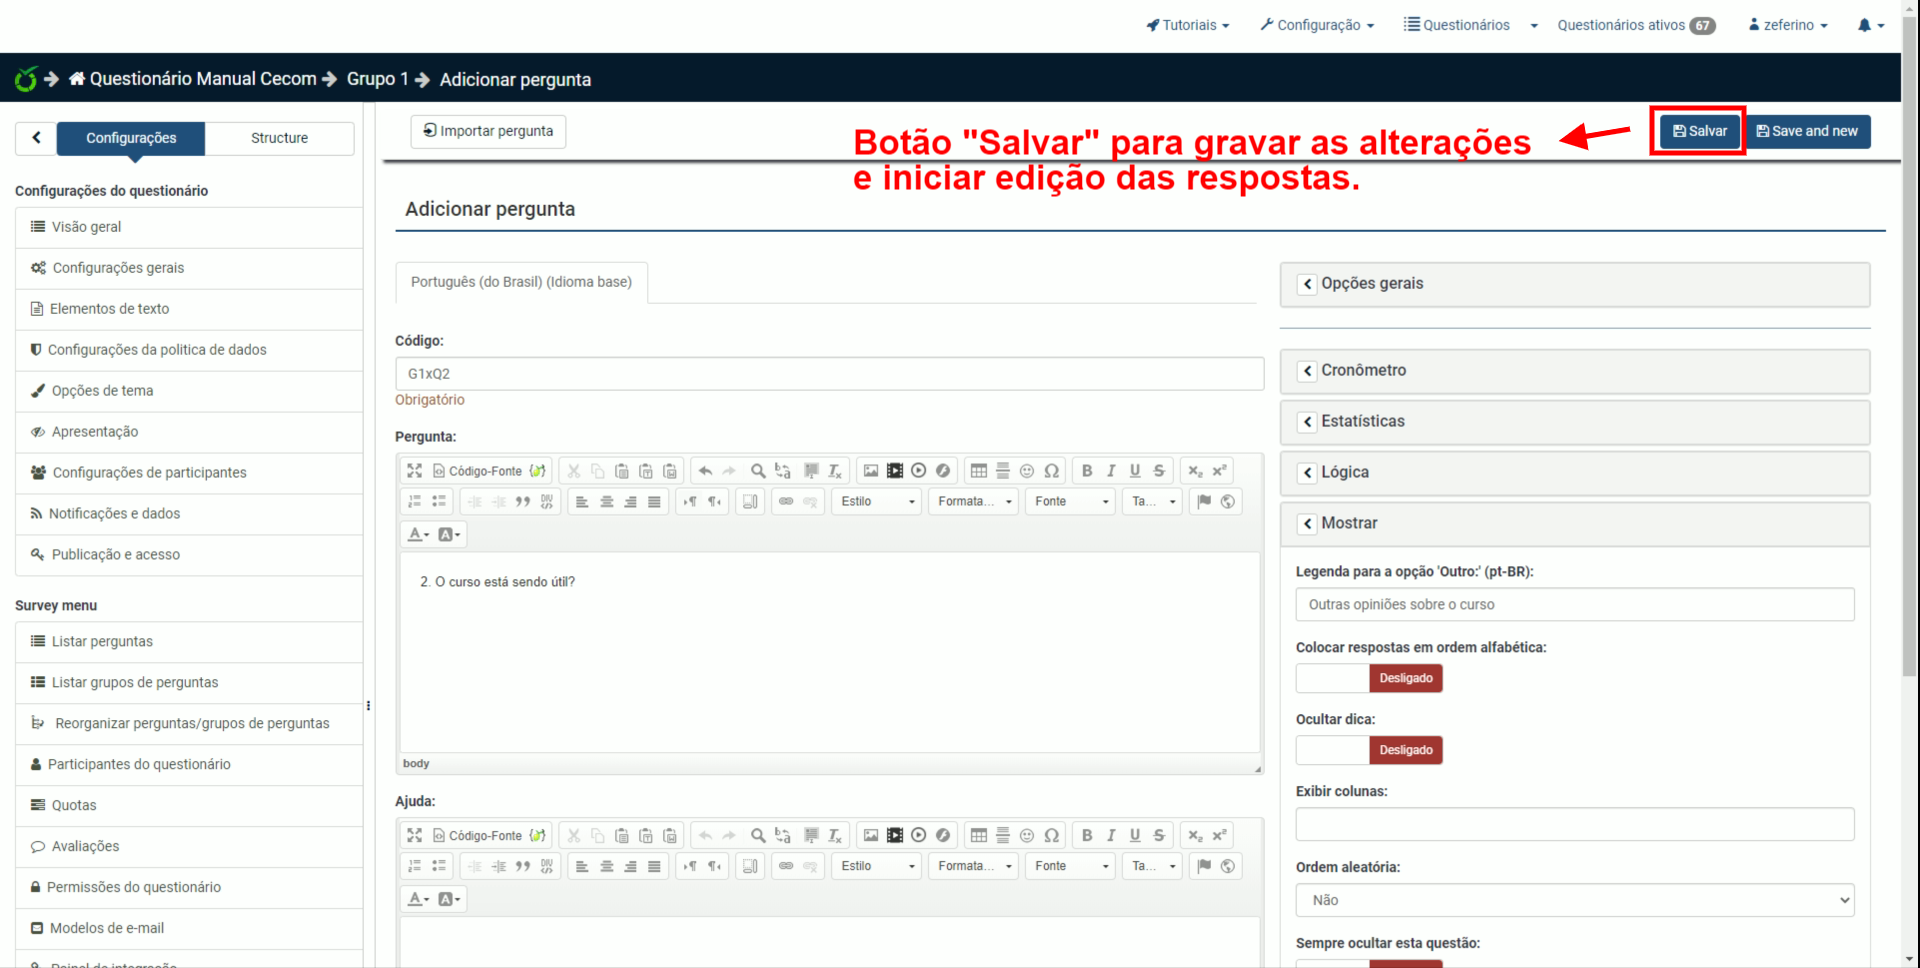 Tutoriais
Configuração
Questionários
Questionários ativos 67
zeferino
Questionário Manual Cecom
Grupo 1
Adicionar pergunta
Configurações
Structure
Importar pergunta
Botão "Salvar" para gravar as alterações
e iniciar edição das respostas.
Salvar
Save and new
Configurações do questionário
Visão geral
Configurações gerais
Elementos de texto
Configurações da politica de dados
Opções de tema
Apresentação
Configurações de participantes
Notificações e dados
Publicação e acesso
Survey menu
Listar perguntas
Listar grupos de perguntas
Reorganizar perguntas/grupos de perguntas
Participantes do questionário
Quotas
Avaliações
Permissões do questionário
Modelos de e-mail
Painel de integração
Adicionar pergunta
Português (do Brasil) (Idioma base)
Código:
G1xQ2
Obrigatório
Pergunta:
Código-Fonte
B I U S
Estilo
Formata...
Fonte
Ta...
2. O curso está sendo útil?
body
Ajuda:
Código-Fonte
B I U S
Estilo
Formata...
Fonte
Ta...
Opções gerais
Cronômetro
Estatísticas
Lógica
Mostrar
Legenda para a opção 'Outro:' (pt-BR):
Outras opiniões sobre o curso
Colocar respostas em ordem alfabética:
Desligado
Ocultar dica:
Desligado
Exibir colunas:
Ordem aleatória:
Não
Sempre ocultar esta questão: